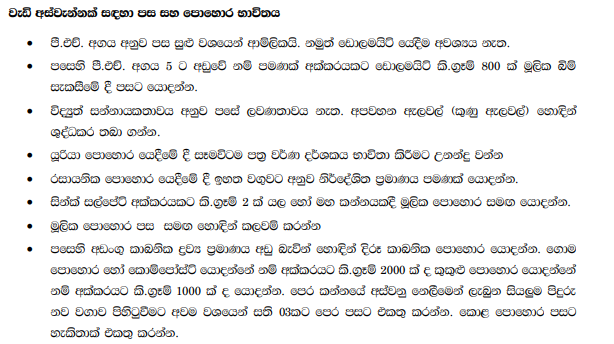 වැඩි අස්වැන්නක් සඳහා පස සහ පොහොර භාවිතය
• පී.එච්. අගය අනුව පස සුළු වශයෙන් ආම්ලිකයි. නමුත් ඩොලමයිට් යෙදීම අවශ්‍යය නැත.
• පසෙහි පී.එච්. අගය 5 ට අඩුවේ නම් පමණක් අක්කරයකට ඩොලමයිට් කි.ග්‍රෑම් 800 ක් මූලික බිම්
සැකසීමේ දී පසට යොදන්න.
• විද්‍යුත් සන්නායකතාවය අනුව පසේ ලවණතාවය නැත. අපවහන ඇලවල් (කුණු ඇලවල්) හොඳින්
ශුද්ධකර තබා ගන්න.
• යූරියා පොහොර යෙදීමේ දී සෑමවිටම පත්‍ර වර්ණ දර්ශකය භාවිතා කිරීමට උනන්දු වන්න
• රසායනික පොහොර යෙදීමේ දී ඉහත වගුවට අනුව නිර්දේශිත ප්‍රමාණය පමණක් යොදන්න.
• සින්ක් සල්පේට් අක්කරයකට කි.ග්‍රෑම් 2 ක් යල හෝ මහ කන්නයකදී මූලික පොහොර සමඟ යොදන්න.
• මූලික පොහොර පස සමඟ හොඳින් කලවම් කරන්න
• පසෙහි අඩංගු කාබනික ද්‍රව්‍ය ප්‍රමාණය අඩු බැවින් හොඳින් දිරූ කාබනික පොහොර යොදන්න. ගොම
පොහොර හෝ කොම්පෝස්ට් යොදන්නේ නම් අක්කරයට කි.ග්‍රෑම් 2000 ක් ද කුකුළු පොහොර යොදන්නේ
නම් අක්කරයට කි.ග්‍රෑම් 1000 ක් ද යොදන්න. පෙර කන්නයේ අස්වනු නෙලීමෙන් ලැබුන සියලුම පිදුරු
නව වගාව පිහිටුවීමට අවම වශයෙන් සති 03කට පෙර පසට එකතු කරන්න. කොළ පොහොර පසට
හැකිතාක් එකතු කරන්න.